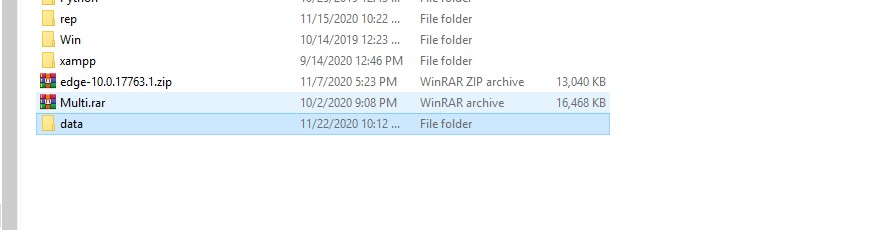 rep 11/15/2020 10:22 ... File folder
Win 10/14/2019 12:23 ... File folder
xampp 9/14/2020 12:46 PM File folder
edge-10.0.17763.1.zip 11/7/2020 5:23 PM WinRAR ZIP archive 13,040 KB
Multi.rar 10/2/2020 9:08 PM WinRAR archive 16,468 KB
data 11/22/2020 10:12 ... File folder